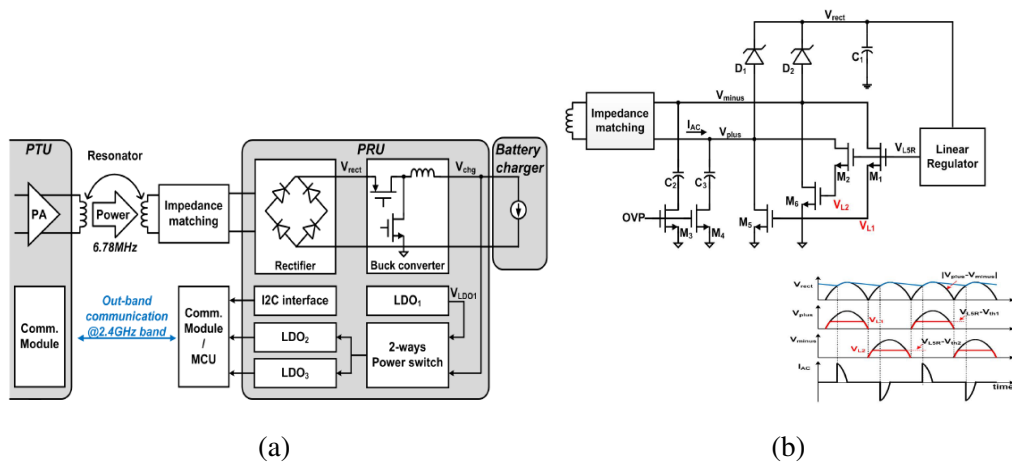 PTU
PA
Resonator
Power
6.78MHz
Impedance
matching
PRU
Rectifier
Vrect
Buck converter
Vchg
Battery
charger
Comm.
Module
Out-band
communication
@2.4GHz band
Comm.
Module
/
MCU
I2C interface
LDO2
LDO3
LDO1
VLDO1
2-ways
Power switch
(a)
Vrect
D1
D2
C1
Vminus
Impedance
matching
Vplus
IAC
VL5R
Linear
Regulator
C2
C3
M2
M1
M6
VL2
OVP
M3
M4
M5
VL1
|Vplus-Vminus|
Vrect
Vplus
VL1
VL5R-Vth1
Vminus
VL2
VL5R-Vth2
IAC
time
(b)